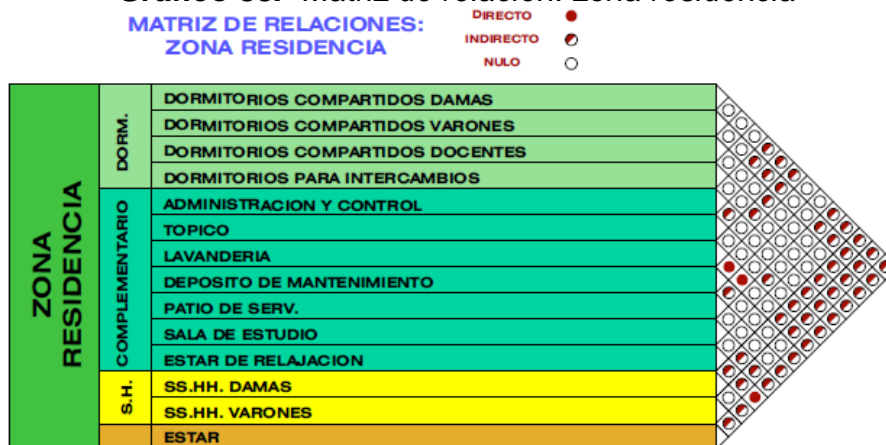 MATRIZ DE RELACIONES:
ZONA RESIDENCIA
DIRECTO
INDIRECTO
NULO
ZONA RESIDENCIA
DORM.
DORMITORIOS COMPARTIDOS DAMAS
DORMITORIOS COMPARTIDOS VARONES
DORMITORIOS COMPARTIDOS DOCENTES
DORMITORIOS PARA INTERCAMBIOS
COMPLEMENTARIO
ADMINISTRACION Y CONTROL
TOPICO
LAVANDERIA
DEPOSITO DE MANTENIMIENTO
PATIO DE SERV.
SALA DE ESTUDIO
ESTAR DE RELAJACION
S.H.
SS.HH. DAMAS
SS.HH. VARONES
ESTAR